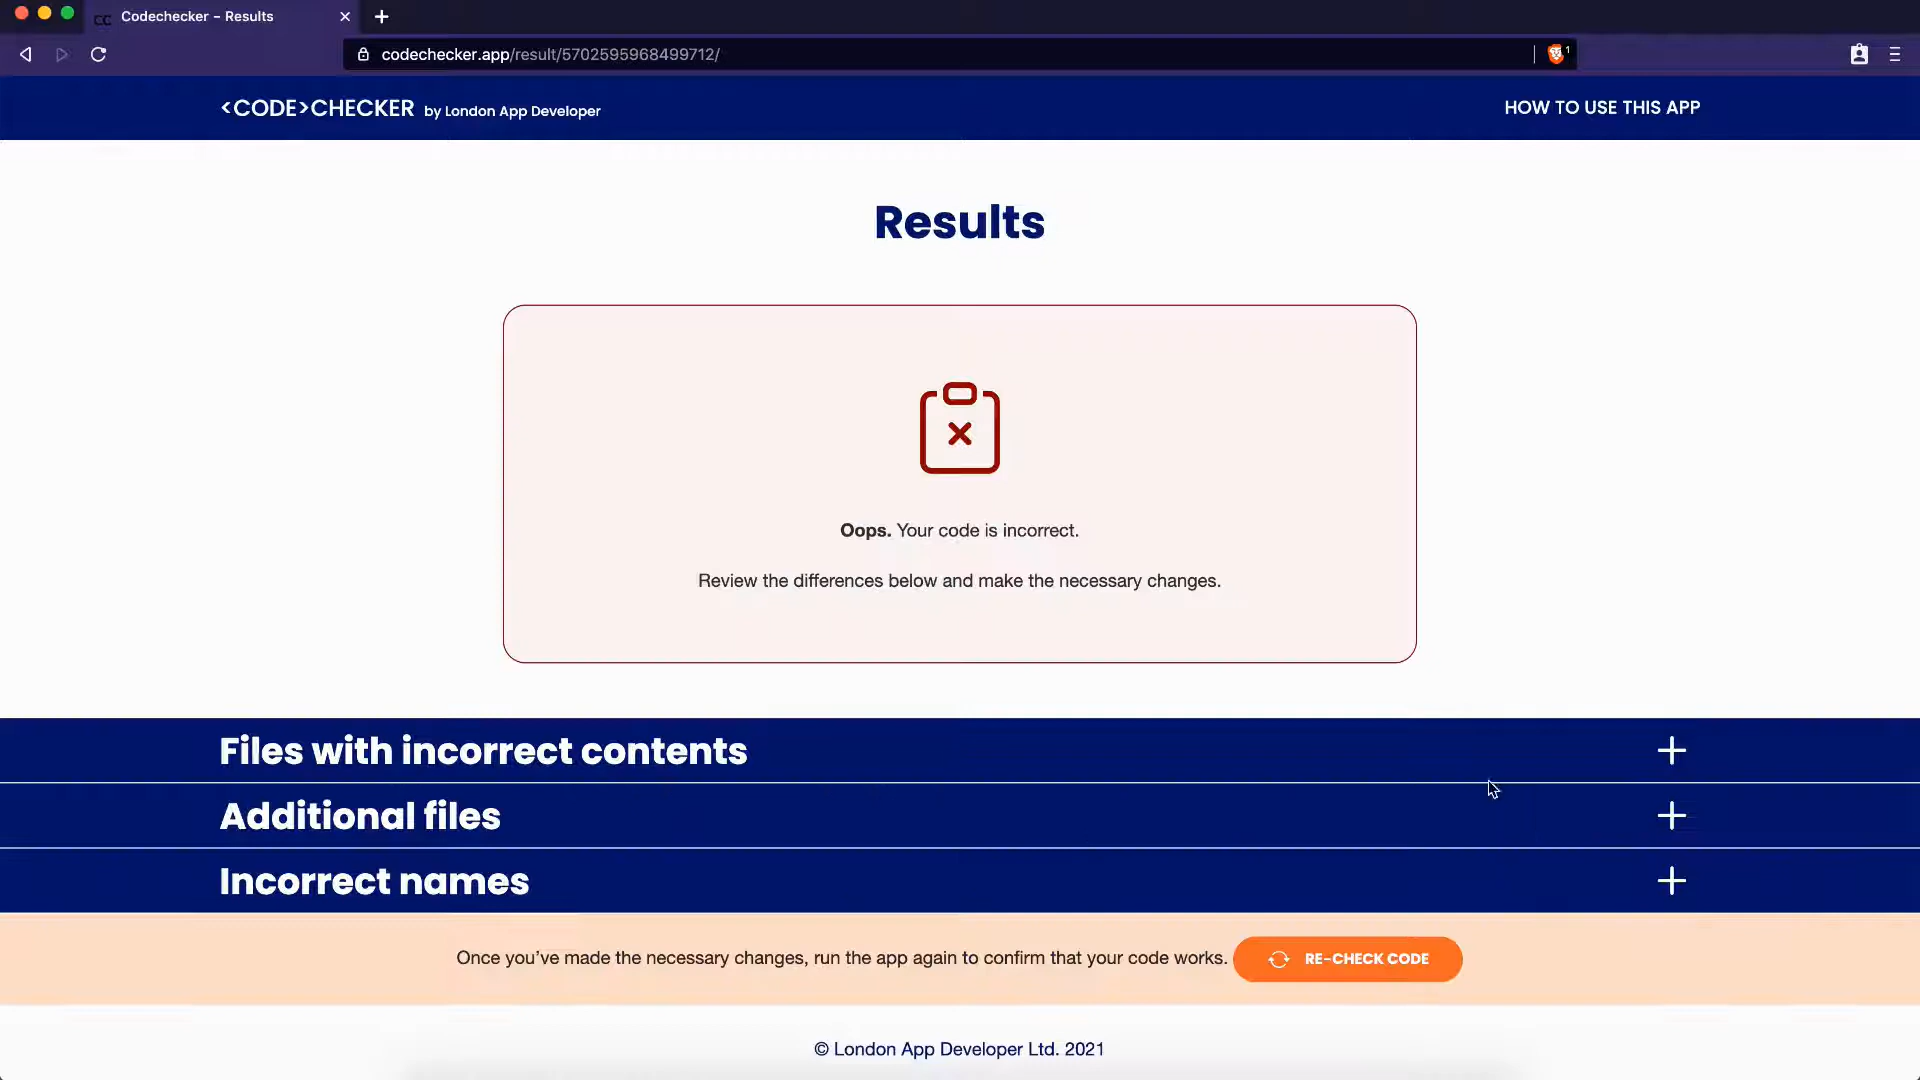 CC Codechecker – Results
codechecker.app/result/5702595968499712/
1
<CODE>CHECKER by London App Developer
HOW TO USE THIS APP
Results
Oops. Your code is incorrect.
Review the differences below and make the necessary changes.
Files with incorrect contents
Additional files
Incorrect names
Once you’ve made the necessary changes, run the app again to confirm that your code works.
RE-CHECK CODE
© London App Developer Ltd. 2021